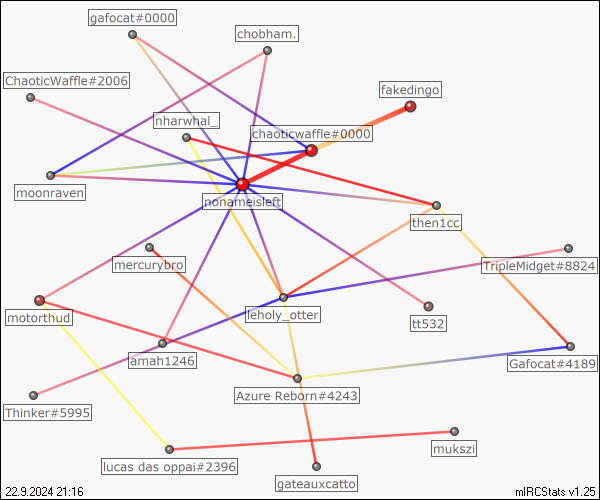 gafocat#0000
chobham.
ChaoticWaffle#2006
fakedingo
nharwhal_
chaoticwaffle#0000
moonraven
nonameisleft
then1cc
mercurybro
TripleMidget#8824
motorthud
leholy_otter
tt532
amah1246
Gafocat#4189
Azure Reborn#4243
Thinker#5995
mukszi
lucas das oppai#2396
gateauxcatto
22.9.2024 21:16
mIRCStats v1.25